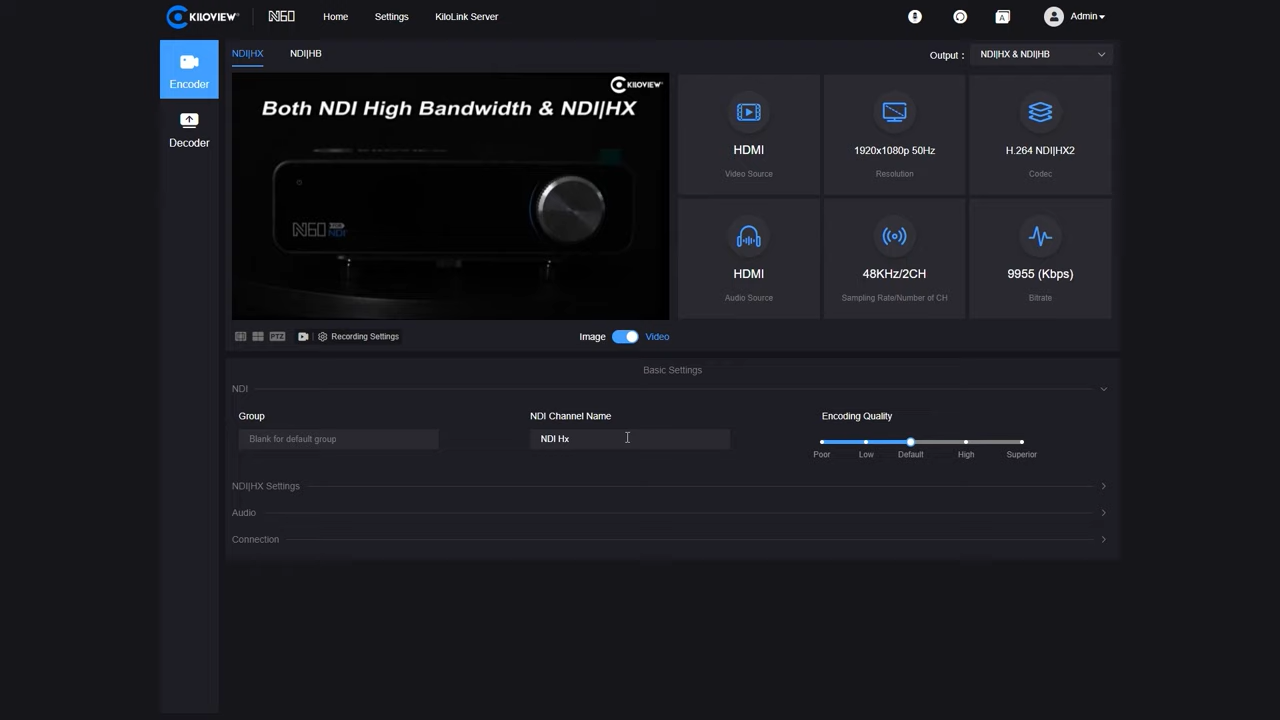 KILOVIEW® N60 Home Settings KiloLink Server A Admin
Encoder
Decoder
NDI|HX NDI|HB
Output : NDI|HX & NDI|HB
KILOVIEW®
Both NDI High Bandwidth & NDI|HX
N60 NDI
HDMI
Video Source
1920x1080p 50Hz
Resolution
H.264 NDI|HX2
Codec
HDMI
Audio Source
48KHz/2CH
Sampling Rate/Number of CH
9955 (Kbps)
Bitrate
PTZ Recording Settings Image Video
Basic Settings
NDI
Group
Blank for default group
NDI Channel Name
NDI Hx
Encoding Quality
Poor Low Default High Superior
NDI|HX Settings
Audio
Connection